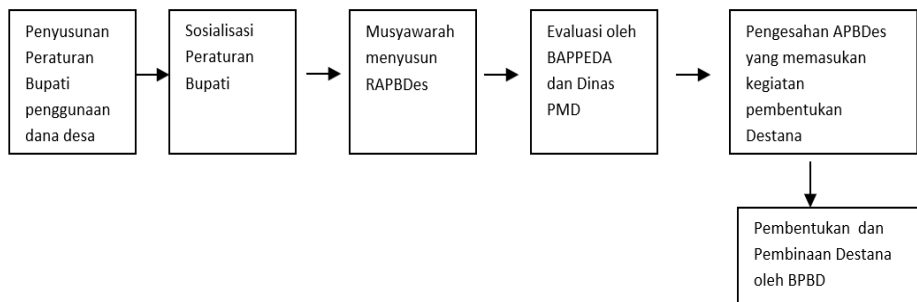 Penyusunan
Peraturan
Bupati
penggunaan
dana desa
Sosialisasi
Peraturan
Bupati
Musyawarah
menyusun
RAPBDes
Evaluasi oleh
BAPPEDA
dan Dinas
PMD
Pengesahan APBDes
yang memasukan
kegiatan
pembentukan
Destana
Pembentukan dan
Pembinaan Destana
oleh BPBD